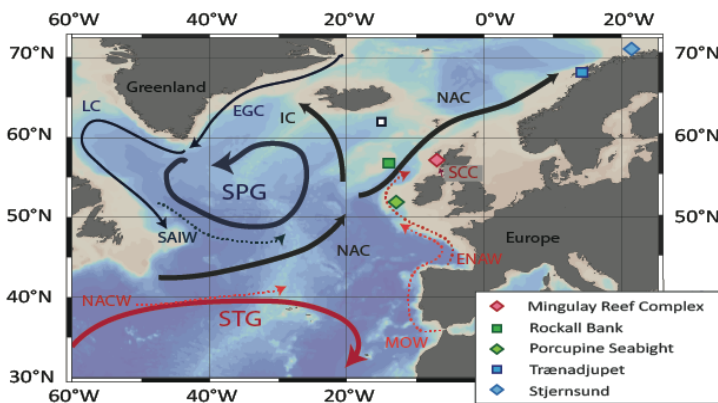 60°W 40°W 20°W 0°W 20°W
70°N 70°N
Greenland
LC
EGC
IC
NAC
60°N 60°N
SPG
SCC
50°N 50°N
SAIW
NAC
Europe
ENAW
40°N
NACW
STG
MOW
30°N
60°W 40°W 20°W
Mingulay Reef Complex
Rockall Bank
Porcupine Seabight
Trænadjupet
Stjernsund